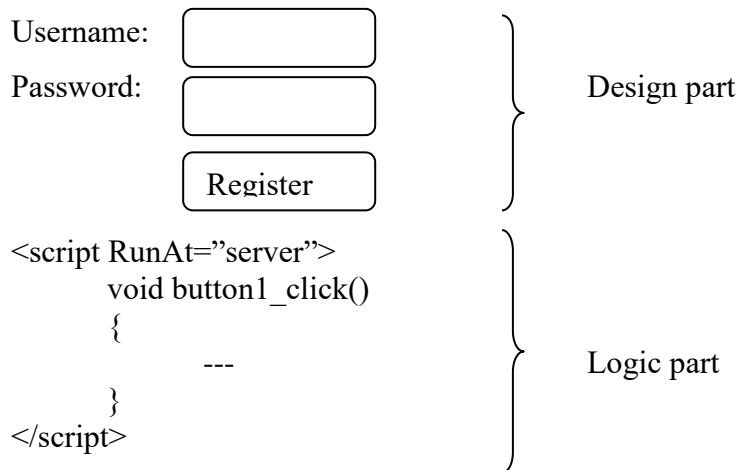 Username:
Password: Design part
Register
<script RunAt=”server”>
void button1_click()
{
---
Logic part
}
</script>